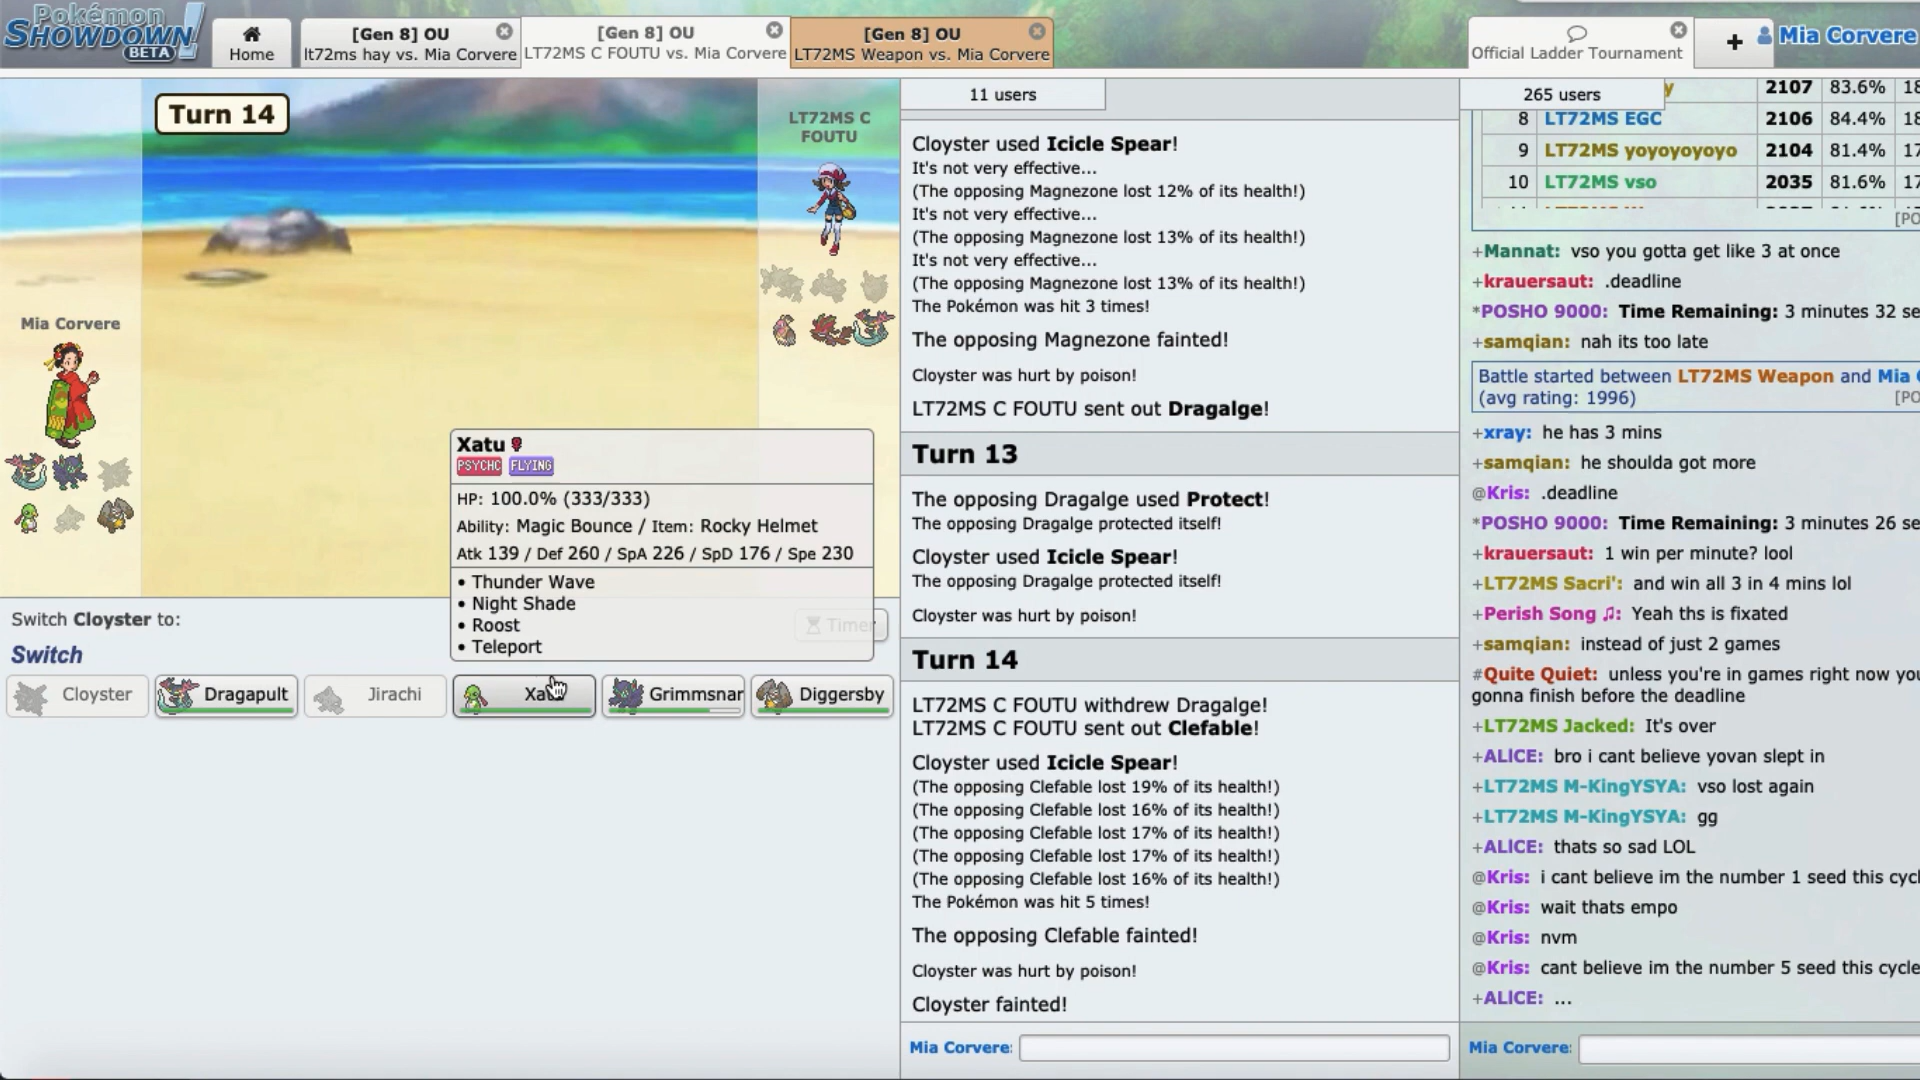 Pokémon
SHOWDOWN!
BETA
Home
[Gen 8] OU
lt72ms hay vs. Mia Corvere
[Gen 8] OU
LT72MS C FOUTU vs. Mia Corvere
[Gen 8] OU
LT72MS Weapon vs. Mia Corvere
Official Ladder Tournament
+
Mia Corvere
Turn 14
LT72MS C
FOUTU
Mia Corvere
Xatu
PSYCHC FLYING
HP: 100.0% (333/333)
Ability: Magic Bounce / Item: Rocky Helmet
Atk 139 / Def 260 / SpA 226 / SpD 176 / Spe 230
• Thunder Wave
• Night Shade
• Roost
• Teleport
Timer
Switch Cloyster to:
Switch
Cloyster
Dragapult
Jirachi
Grimmsnar
Diggersby
11 users
Cloyster used Icicle Spear!
It's not very effective...
(The opposing Magnezone lost 12% of its health!)
It's not very effective...
(The opposing Magnezone lost 13% of its health!)
It's not very effective...
(The opposing Magnezone lost 13% of its health!)
The Pokémon was hit 3 times!
The opposing Magnezone fainted!
Cloyster was hurt by poison!
LT72MS C FOUTU sent out Dragalge!
Turn 13
The opposing Dragalge used Protect!
The opposing Dragalge protected itself!
Cloyster used Icicle Spear!
The opposing Dragalge protected itself!
Cloyster was hurt by poison!
Turn 14
LT72MS C FOUTU withdrew Dragalge!
LT72MS C FOUTU sent out Clefable!
Cloyster used Icicle Spear!
(The opposing Clefable lost 19% of its health!)
(The opposing Clefable lost 16% of its health!)
(The opposing Clefable lost 17% of its health!)
(The opposing Clefable lost 17% of its health!)
(The opposing Clefable lost 16% of its health!)
The Pokémon was hit 5 times!
The opposing Clefable fainted!
Cloyster was hurt by poison!
Cloyster fainted!
Mia Corvere:
265 users
y 2107 83.6% 18
8 LT72MS EGC 2106 84.4% 18
9 LT72MS yoyoyoyoyo 2104 81.4% 17
10 LT72MS vso 2035 81.6% 17
[PO
+Mannat: vso you gotta get like 3 at once
+krauersaut: .deadline
*POSHO 9000: Time Remaining: 3 minutes 32 se
+samqian: nah its too late
Battle started between LT72MS Weapon and Mia C
(avg rating: 1996) [PO
+xray: he has 3 mins
+samqian: he shoulda got more
@Kris: .deadline
*POSHO 9000: Time Remaining: 3 minutes 26 se
+krauersaut: 1 win per minute? lool
+LT72MS Sacri': and win all 3 in 4 mins lol
+Perish Song ♫: Yeah ths is fixated
+samqian: instead of just 2 games
#Quite Quiet: unless you're in games right now you
gonna finish before the deadline
+LT72MS Jacked: It's over
+ALICE: bro i cant believe yovan slept in
+LT72MS M-KingYSYA: vso lost again
+LT72MS M-KingYSYA: gg
+ALICE: thats so sad LOL
@Kris: i cant believe im the number 1 seed this cycl
@Kris: wait thats empo
@Kris: nvm
@Kris: cant believe im the number 5 seed this cycle
+ALICE: ...
Mia Corvere: